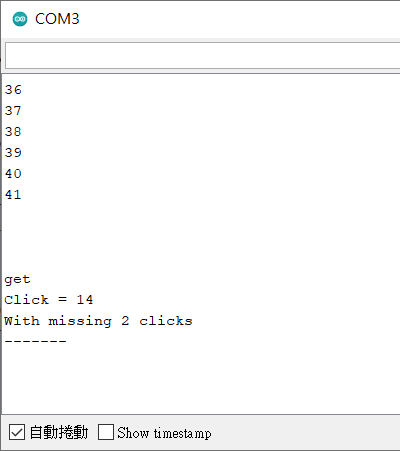 COM3
36
37
38
39
40
41
get
Click = 14
With missing 2 clicks
-------
自動捲動 Show timestamp